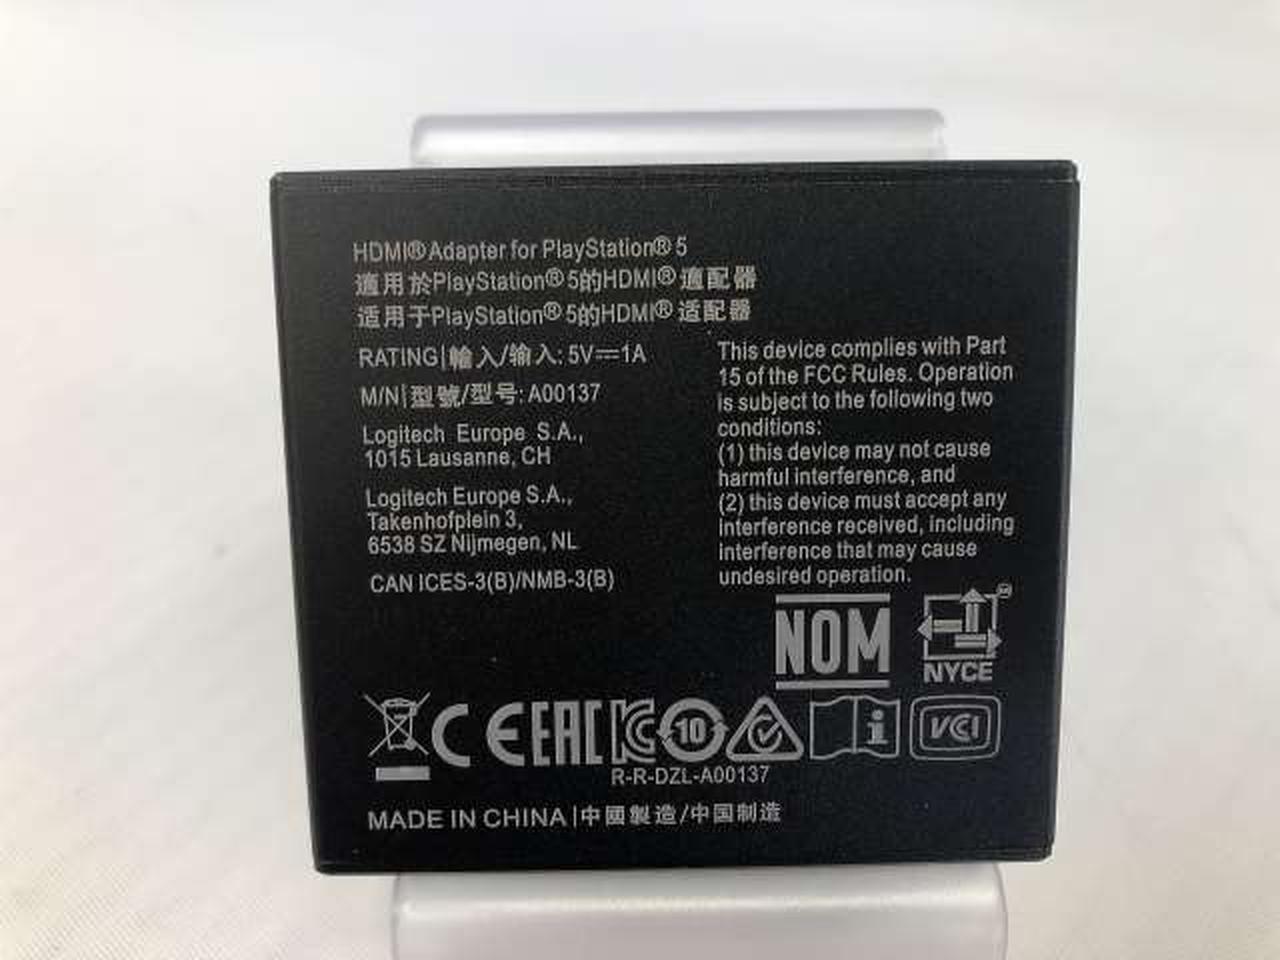 HDMI® Adapter for PlayStation® 5
適用於PlayStation® 5的HDMI® 適配器
适用于PlayStation® 5的HDMI® 适配器
RATING|輸入/输入: 5V⎓1A
M/N|型號/型号: A00137
Logitech Europe S.A.,
1015 Lausanne, CH
Logitech Europe S.A.,
Takenhofplein 3,
6538 SZ Nijmegen, NL
CAN ICES-3(B)/NMB-3(B)
This device complies with Part
15 of the FCC Rules. Operation
is subject to the following two
conditions:
(1) this device may not cause
harmful interference, and
(2) this device must accept any
interference received, including
interference that may cause
undesired operation.
NOM
NYCE
CE EAC KC 10 i VCI
R-R-DZL-A00137
MADE IN CHINA|中國製造/中国制造